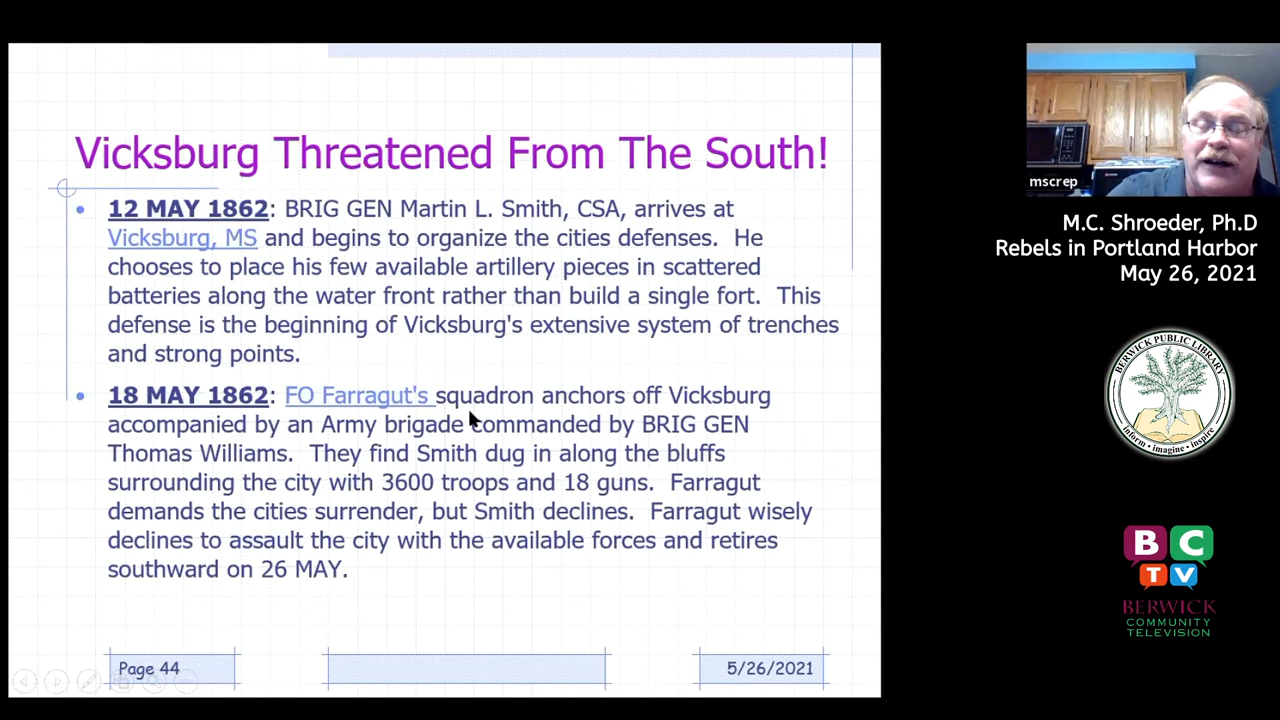 Vicksburg Threatened From The South!
12 MAY 1862: BRIG GEN Martin L. Smith, CSA, arrives at
Vicksburg, MS and begins to organize the cities defenses. He
chooses to place his few available artillery pieces in scattered
batteries along the water front rather than build a single fort. This
defense is the beginning of Vicksburg's extensive system of trenches
and strong points.
18 MAY 1862: FO Farragut's squadron anchors off Vicksburg
accompanied by an Army brigade commanded by BRIG GEN
Thomas Williams. They find Smith dug in along the bluffs
surrounding the city with 3600 troops and 18 guns. Farragut
demands the cities surrender, but Smith declines. Farragut wisely
declines to assault the city with the available forces and retires
southward on 26 MAY.
Page 44
5/26/2021
mscrep
M.C. Shroeder, Ph.D
Rebels in Portland Harbor
May 26, 2021
BERWICK PUBLIC LIBRARY
inform • imagine • inspire
B C
T V
BERWICK
COMMUNITY
TELEVISION